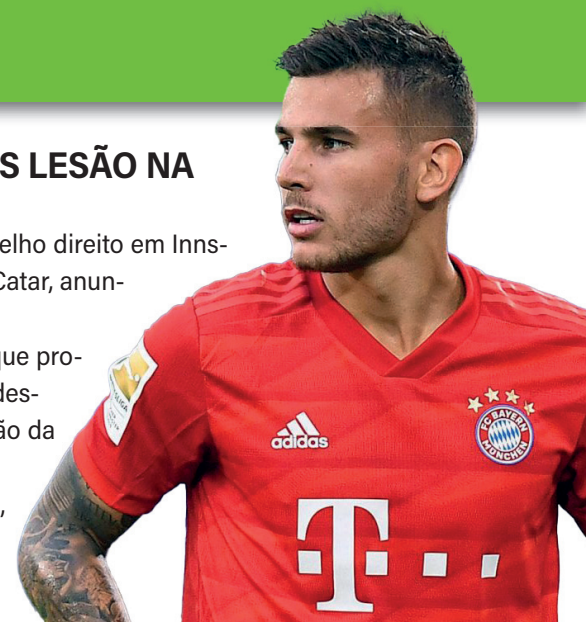 S LESÃO NA
elho direito em Inns-
Catar, anun-
que pro-
des-
ão da
,
adidas
FC BAYERN
MÜNCHEN
T